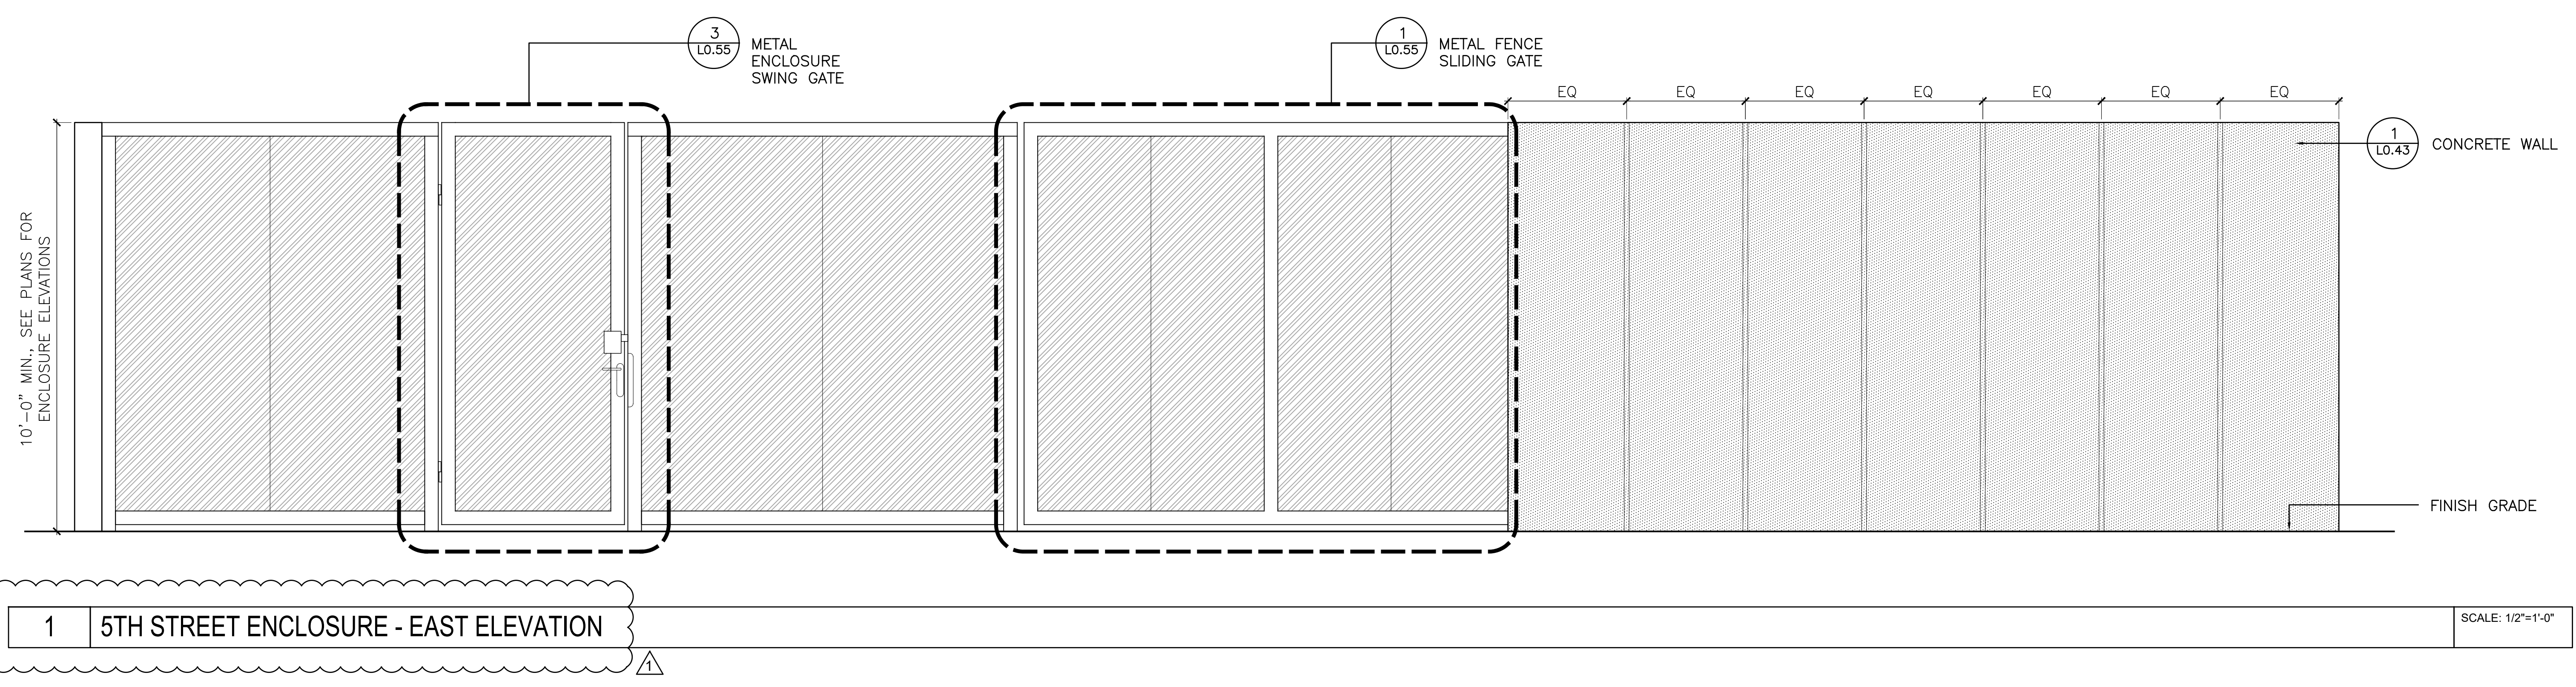 3
L0.55
METAL
ENCLOSURE
SWING GATE
1
L0.55
METAL FENCE
SLIDING GATE
EQ
EQ
EQ
EQ
EQ
EQ
EQ
1
L0.43
CONCRETE WALL
10'-0" MIN., SEE PLANS FOR
ENCLOSURE ELEVATIONS
FINISH GRADE
1
5TH STREET ENCLOSURE - EAST ELEVATION
SCALE: 1/2"=1'-0"
1